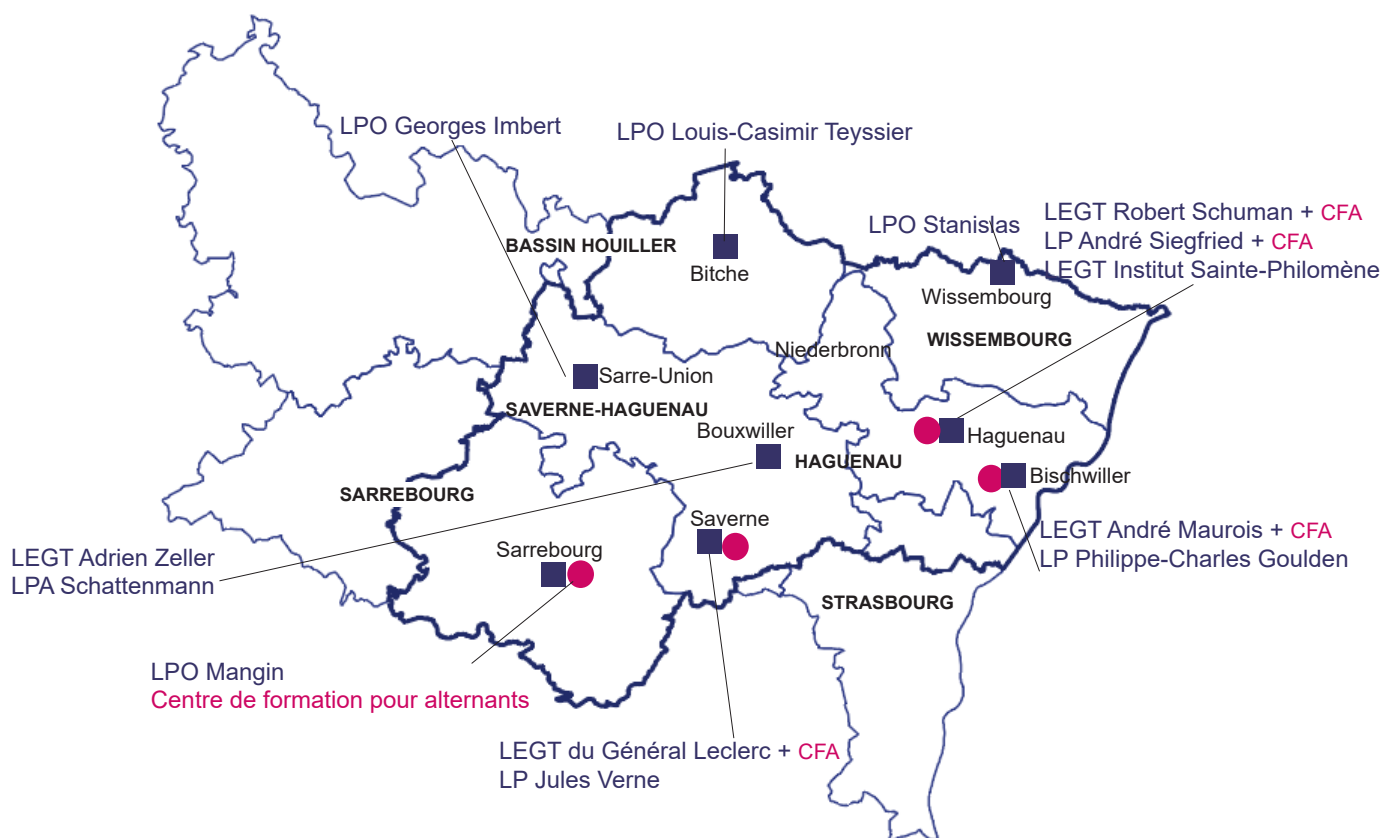 LPO Georges Imbert
LPO Louis-Casimir Teyssier
LPO Stanislas
LEGT Robert Schuman + CFA
LP André Siegfried + CFA
LEGT Institut Sainte-Philomène
BASSIN HOUILLER
Bitche
Wissembourg
WISSEMBOURG
Niederbronn
Sarre-Union
SAVERNE-HAGUENAU
Bouxwiller
HAGUENAU
Haguenau
Bischwiller
SARREBOURG
Saverne
Sarrebourg
LEGT André Maurois + CFA
LP Philippe-Charles Goulden
LEGT Adrien Zeller
LPA Schattenmann
STRASBOURG
LPO Mangin
Centre de formation pour alternants
LEGT du Général Leclerc + CFA
LP Jules Verne